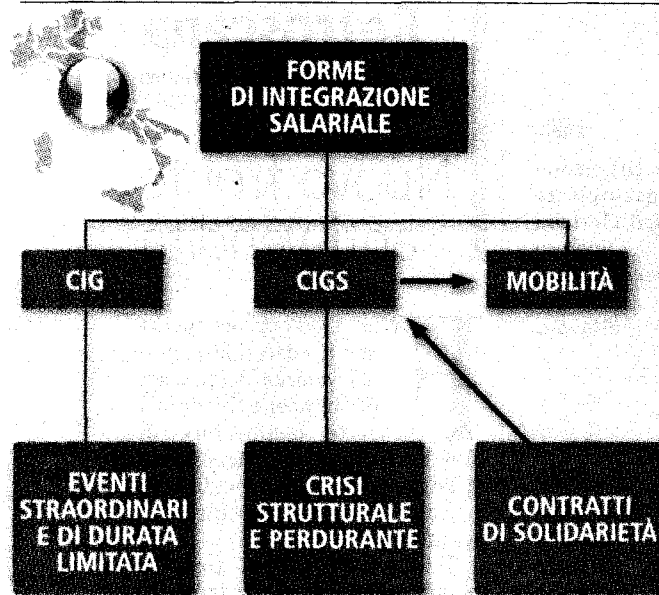 FORME
DI INTEGRAZIONE
SALARIALE
CIG
CIGS
MOBILITÀ
EVENTI
STRAORDINARI
E DI DURATA
LIMITATA
CRISI
STRUTTURALE
E PERDURANTE
CONTRATTI
DI SOLIDARIETÀ